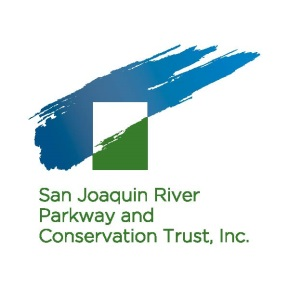 San Joaquin River
Parkway and
Conservation Trust, Inc.